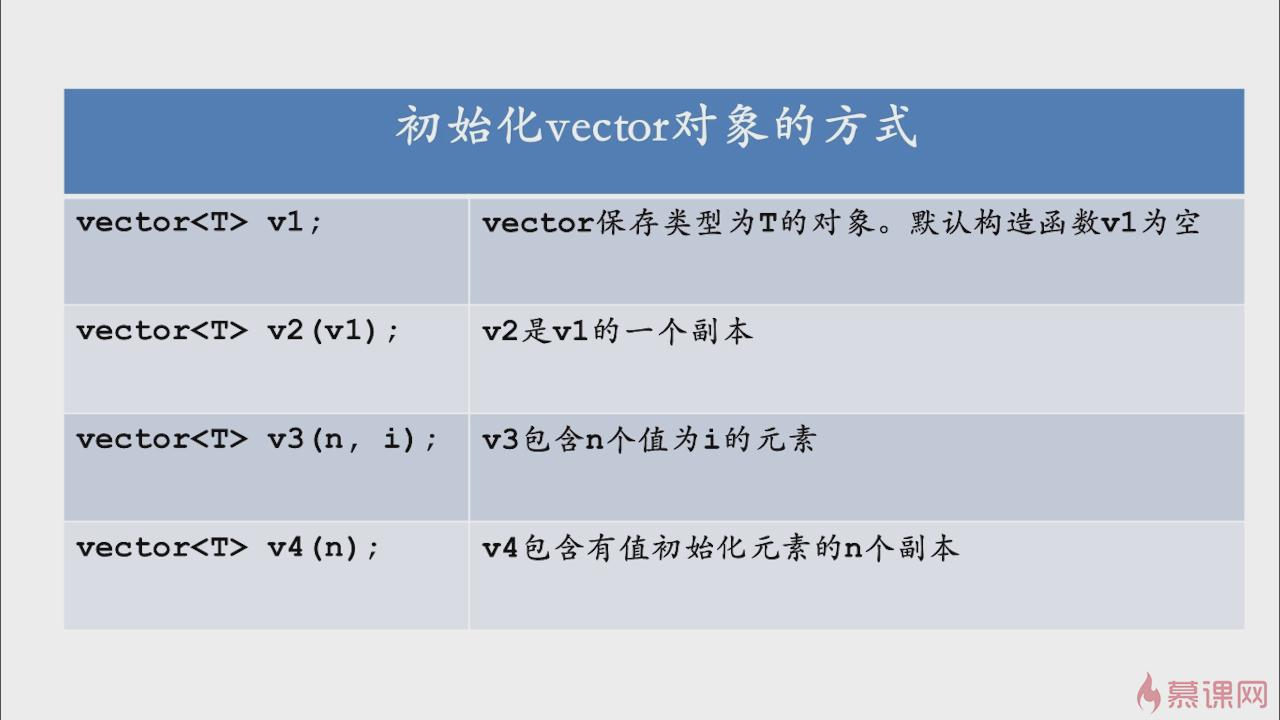 初始化vector对象的方式
vector<T> v1;
vector保存类型为T的对象。默认构造函数v1为空
vector<T> v2(v1);
v2是v1的一个副本
vector<T> v3(n, i);
v3包含n个值为i的元素
vector<T> v4(n);
v4包含有值初始化元素的n个副本
慕课网